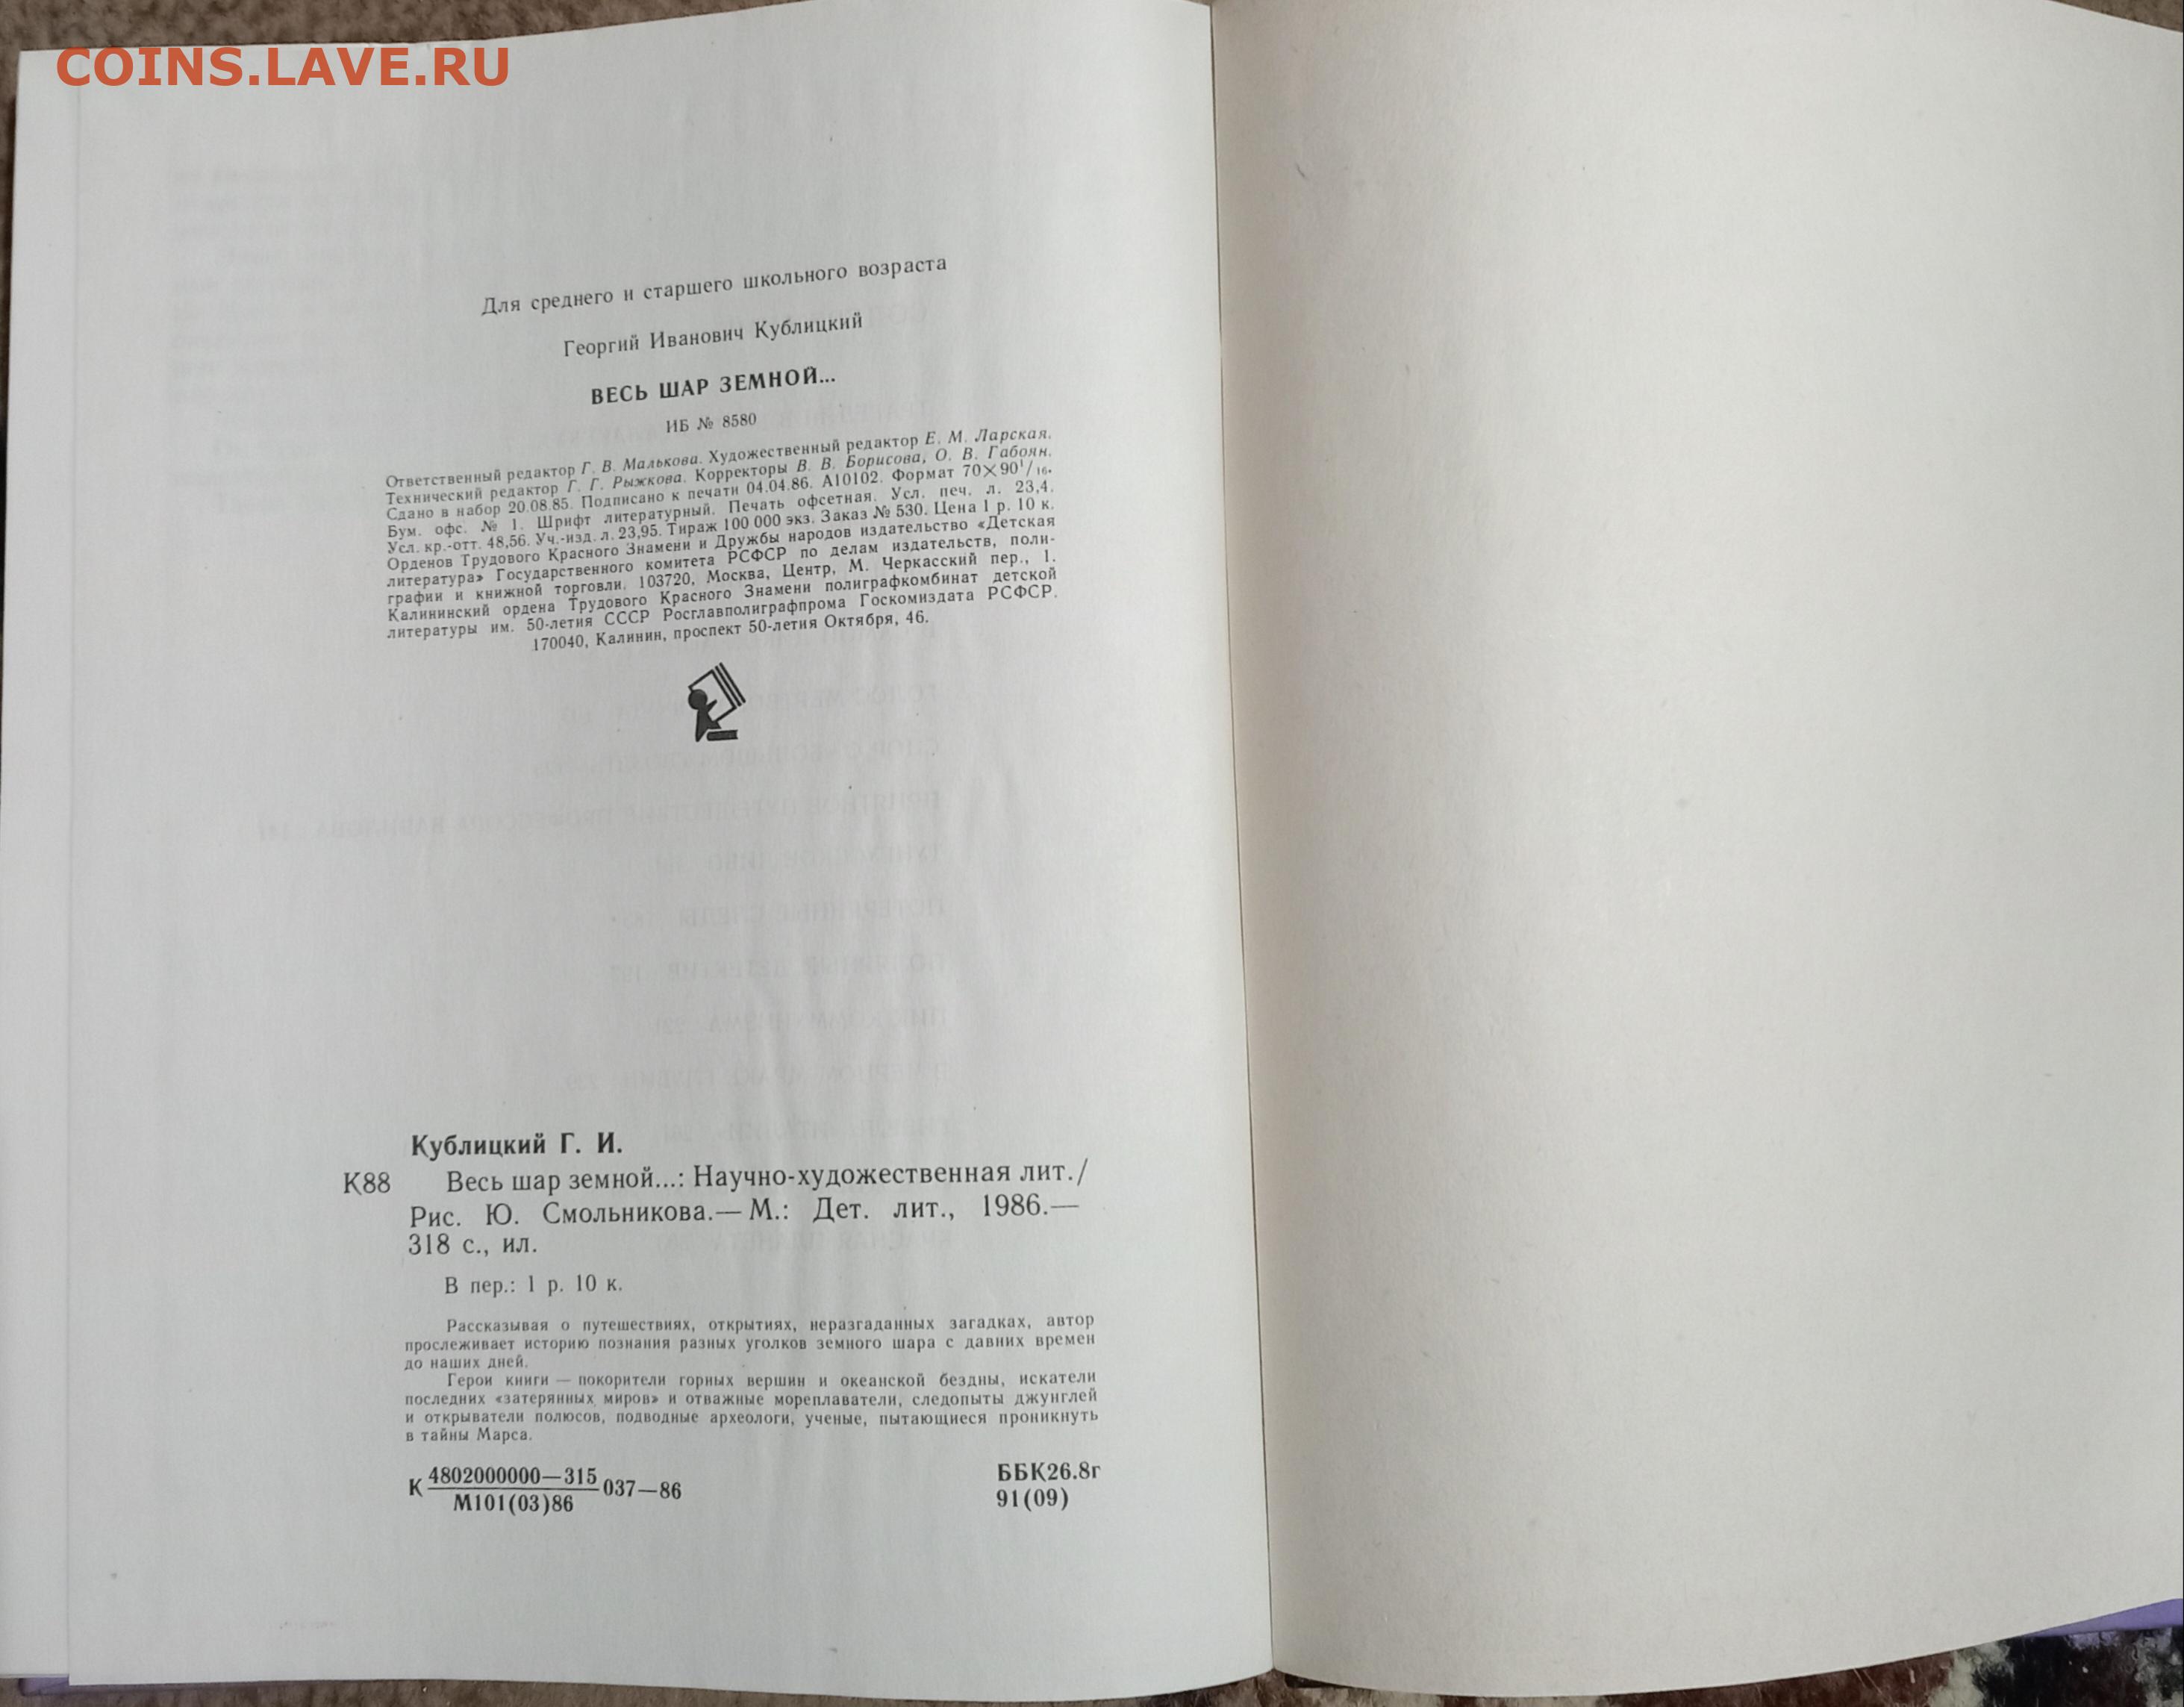 COINS.LAVE.RU
Для среднего и старшего школьного возраста
Георгий Иванович Кублицкий
ВЕСЬ ШАР ЗЕМНОЙ...
ИБ № 8580
Ответственный редактор Г. В. Малькова. Художественный редактор Е. М. Ларская.
Технический редактор Г. Г. Рыжкова. Корректоры В. В. Борисова, О. В. Габоян.
Сдано в набор 20.08.85. Подписано к печати 04.04.86. А10102. Формат 70×90¹/₁₆.
Бум. офс. № 1. Шрифт литературный. Печать офсетная. Усл. печ. л. 23,4.
Усл. кр.-отт. 48,56. Уч.-изд. л. 23,95. Тираж 100 000 экз. Заказ № 530. Цена 1 р. 10 к.
Орденов Трудового Красного Знамени и Дружбы народов издательство «Детская
литература» Государственного комитета РСФСР по делам издательств, поли-
графии и книжной торговли. 103720, Москва, Центр, М. Черкасский пер., 1.
Калининский ордена Трудового Красного Знамени полиграфкомбинат детской
литературы им. 50-летия СССР Росглавполиграфпрома Госкомиздата РСФСР.
170040, Калинин, проспект 50-летия Октября, 46.
Кублицкий Г. И.
К88 Весь шар земной...: Научно-художественная лит./
Рис. Ю. Смольникова.— М.: Дет. лит., 1986.—
318 с., ил.
В пер.: 1 р. 10 к.
Рассказывая о путешествиях, открытиях, неразгаданных загадках, автор
прослеживает историю познания разных уголков земного шара с давних времен
до наших дней.
Герои книги — покорители горных вершин и океанской бездны, искатели
последних «затерянных миров» и отважные мореплаватели, следопыты джунглей
и открыватели полюсов, подводные археологи, ученые, пытающиеся проникнуть
в тайны Марса.
К 4802000000—315 037—86
М101(03)86
ББК26.8г
91(09)